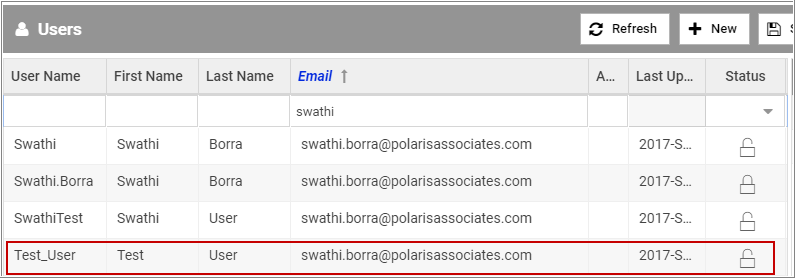 Users Refresh New
User Name First Name Last Name Email A... Last Up... Status
swathi
Swathi Swathi Borra swathi.borra@polarisassociates.com 2017-S...
Swathi.Borra Swathi Borra swathi.borra@polarisassociates.com 2017-S...
SwathiTest Swathi User swathi.borra@polarisassociates.com 2017-S...
Test_User Test User swathi.borra@polarisassociates.com 2017-S...